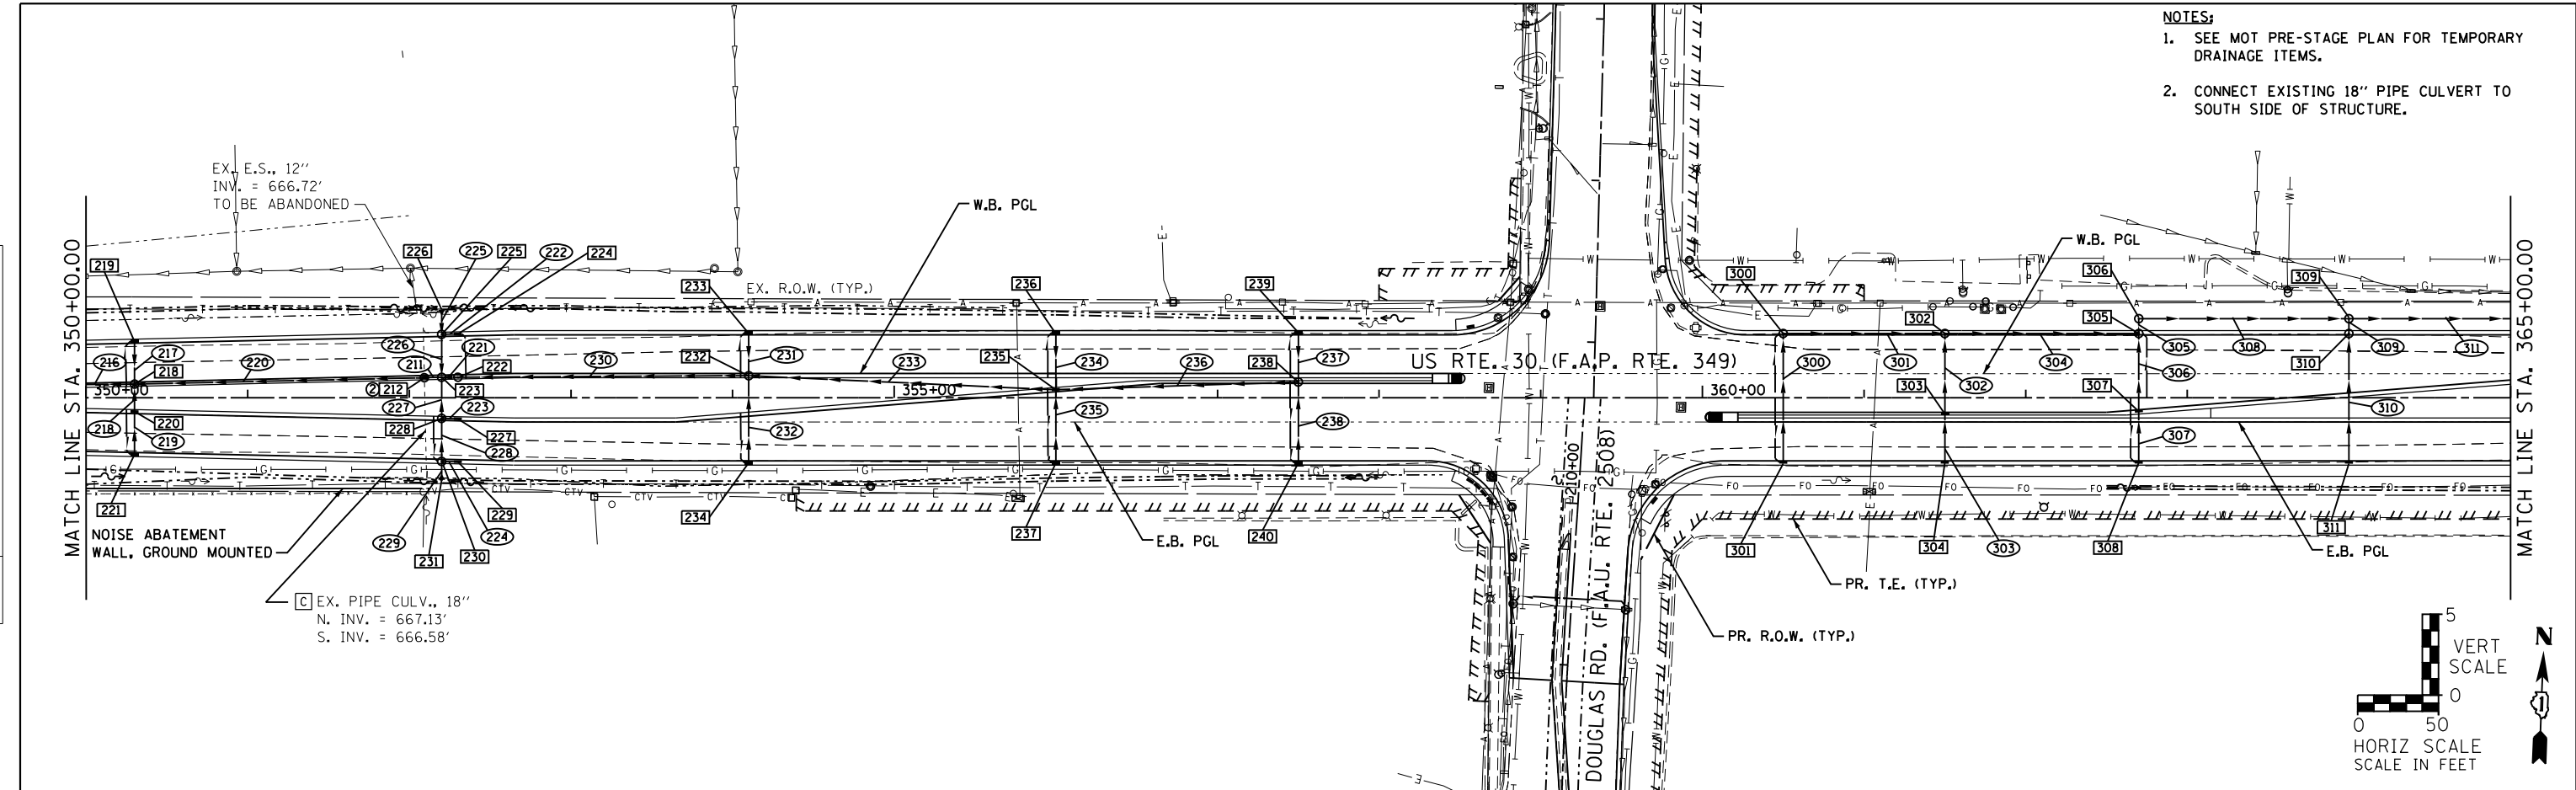 NOTES:
1. SEE MOT PRE-STAGE PLAN FOR TEMPORARY
DRAINAGE ITEMS.
2. CONNECT EXISTING 18" PIPE CULVERT TO
SOUTH SIDE OF STRUCTURE.
EX. E.S., 12"
INV. = 666.72'
TO BE ABANDONED
MATCH LINE STA. 350+00.00
W.B. PGL
W.B. PGL
MATCH LINE STA. 365+00.00
219
226
225
225
222
224
233
EX. R.O.W. (TYP.)
236
239
300
306
309
302
305
305
308
309
311
216
217
218
220
226
211
221
222
2
212
223
230
232
231
233
235
234
236
238
237
US RTE. 30 (F.A.P. RTE. 349)
300
301
303
302
304
307
306
310
350+00
355+00
360+00
218
220
219
227
223
228
227
228
232
235
238
307
310
221
229
229
224
231
230
234
237
240
301
304
303
308
311
NOISE ABATEMENT
WALL, GROUND MOUNTED
E.B. PGL
E.B. PGL
C EX. PIPE CULV., 18"
N. INV. = 667.13'
S. INV. = 666.58'
210+00
DOUGLAS RD. (F.A.U. RTE. 2508)
PR. T.E. (TYP.)
PR. R.O.W. (TYP.)
5
VERT
SCALE
0
0 50
HORIZ SCALE
SCALE IN FEET
N